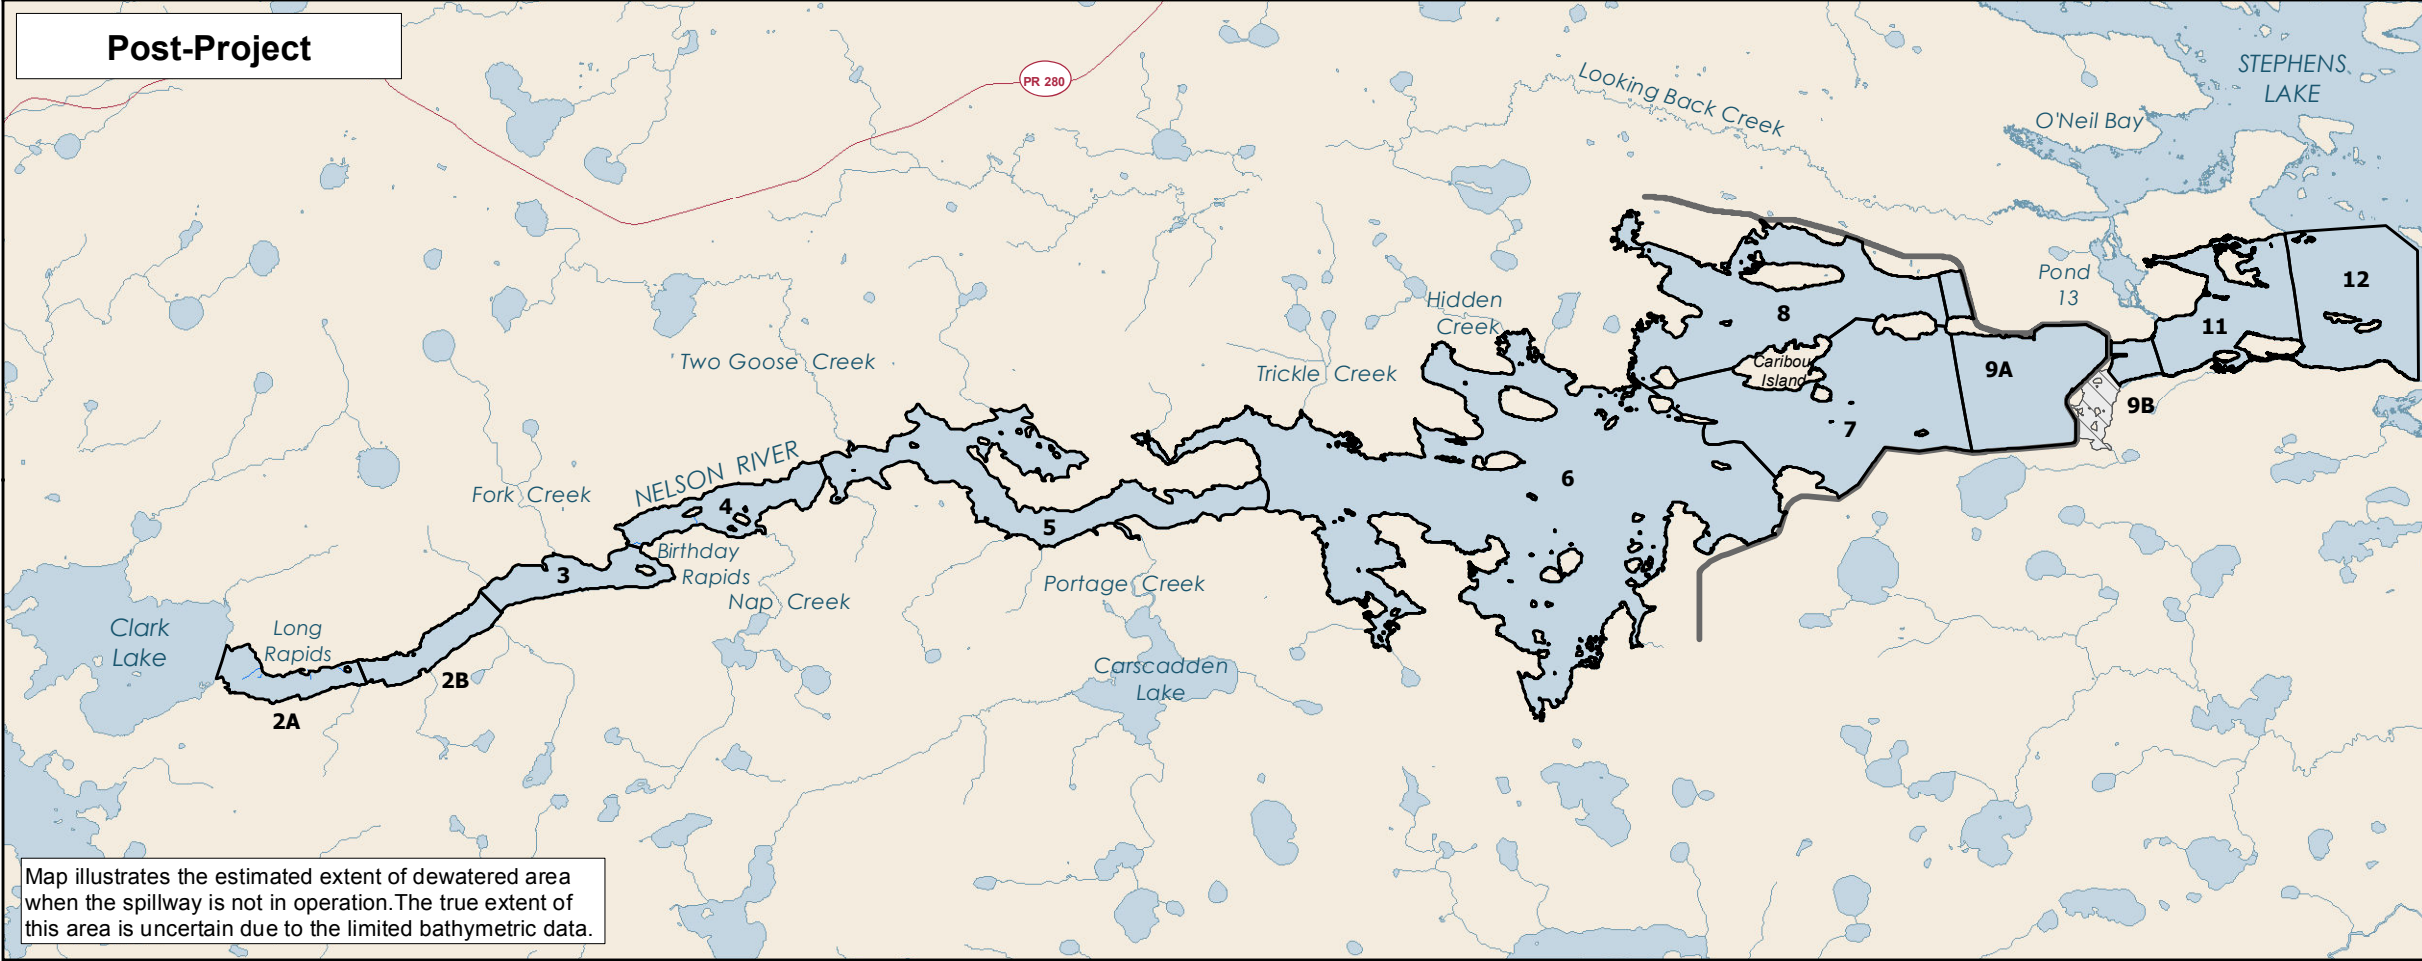 Post-Project
PR 280
Looking Back Creek
STEPHENS
LAKE
O'Neil Bay
Pond
13
12
11
Hidden
Creek
8
Caribou
Island
9A
9B
7
Two Goose Creek
Trickle Creek
NELSON RIVER
Fork Creek
4
6
5
Birthday
Rapids
3
Nap Creek
Portage Creek
Clark
Lake
Long
Rapids
2B
2A
Carscadden
Lake
Map illustrates the estimated extent of dewatered area
when the spillway is not in operation.The true extent of
this area is uncertain due to the limited bathymetric data.